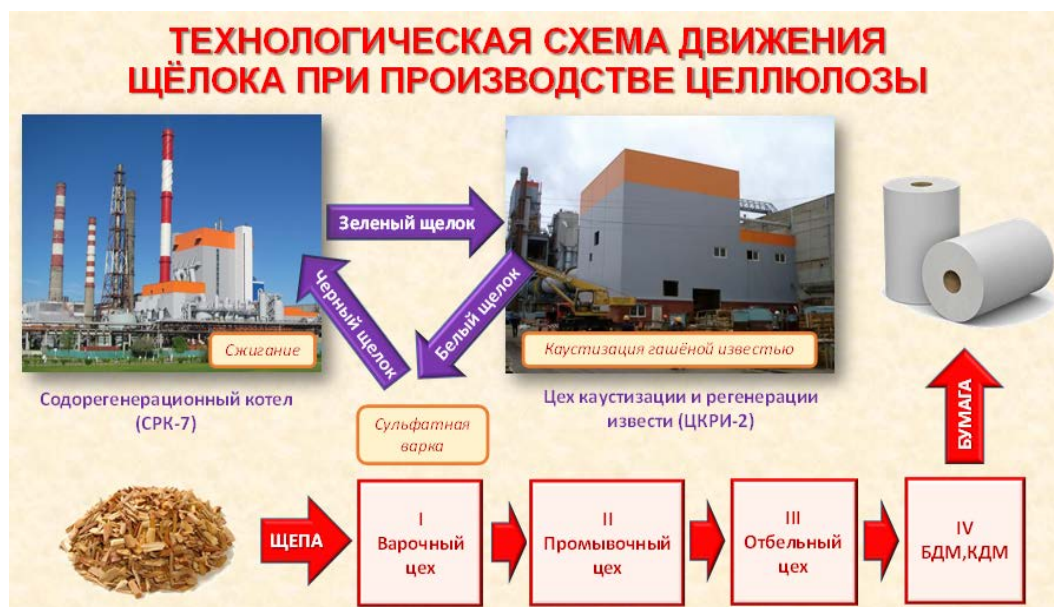 ТЕХНОЛОГИЧЕСКАЯ СХЕМА ДВИЖЕНИЯ
ЩЁЛОКА ПРИ ПРОИЗВОДСТВЕ ЦЕЛЛЮЛОЗЫ
Зеленый щелок
Черный щелок
Белый щелок
Сжигание
Каустизация гашёной известью
Содорегенерационный котел
(СРК-7)
Цех каустизации и регенерации
извести (ЦКРИ-2)
Сульфатная
варка
БУМАГА
ЩЕПА
I
Варочный
цех
II
Промывочный
цех
III
Отбельный
цех
IV
БДМ,КДМ